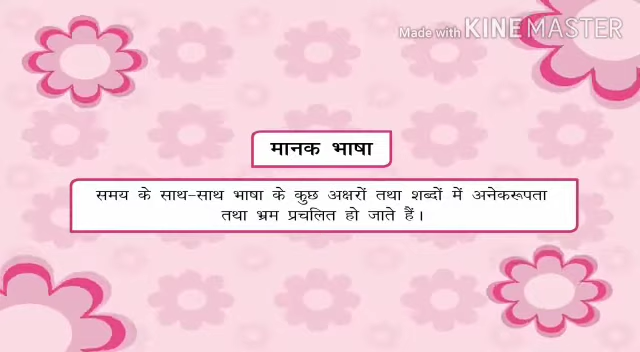 Made with KINEMASTER
मानक भाषा
समय के साथ-साथ भाषा के कुछ अक्षरों तथा शब्दों में अनेकरूपता
तथा भ्रम प्रचलित हो जाते हैं।